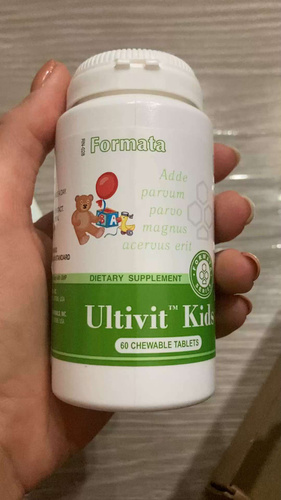 Formata
Adde
parvum
parvo
magnus
acervus erit
A
DIETARY SUPPLEMENT
Ultivit™ Kids
60 CHEWABLE TABLETS